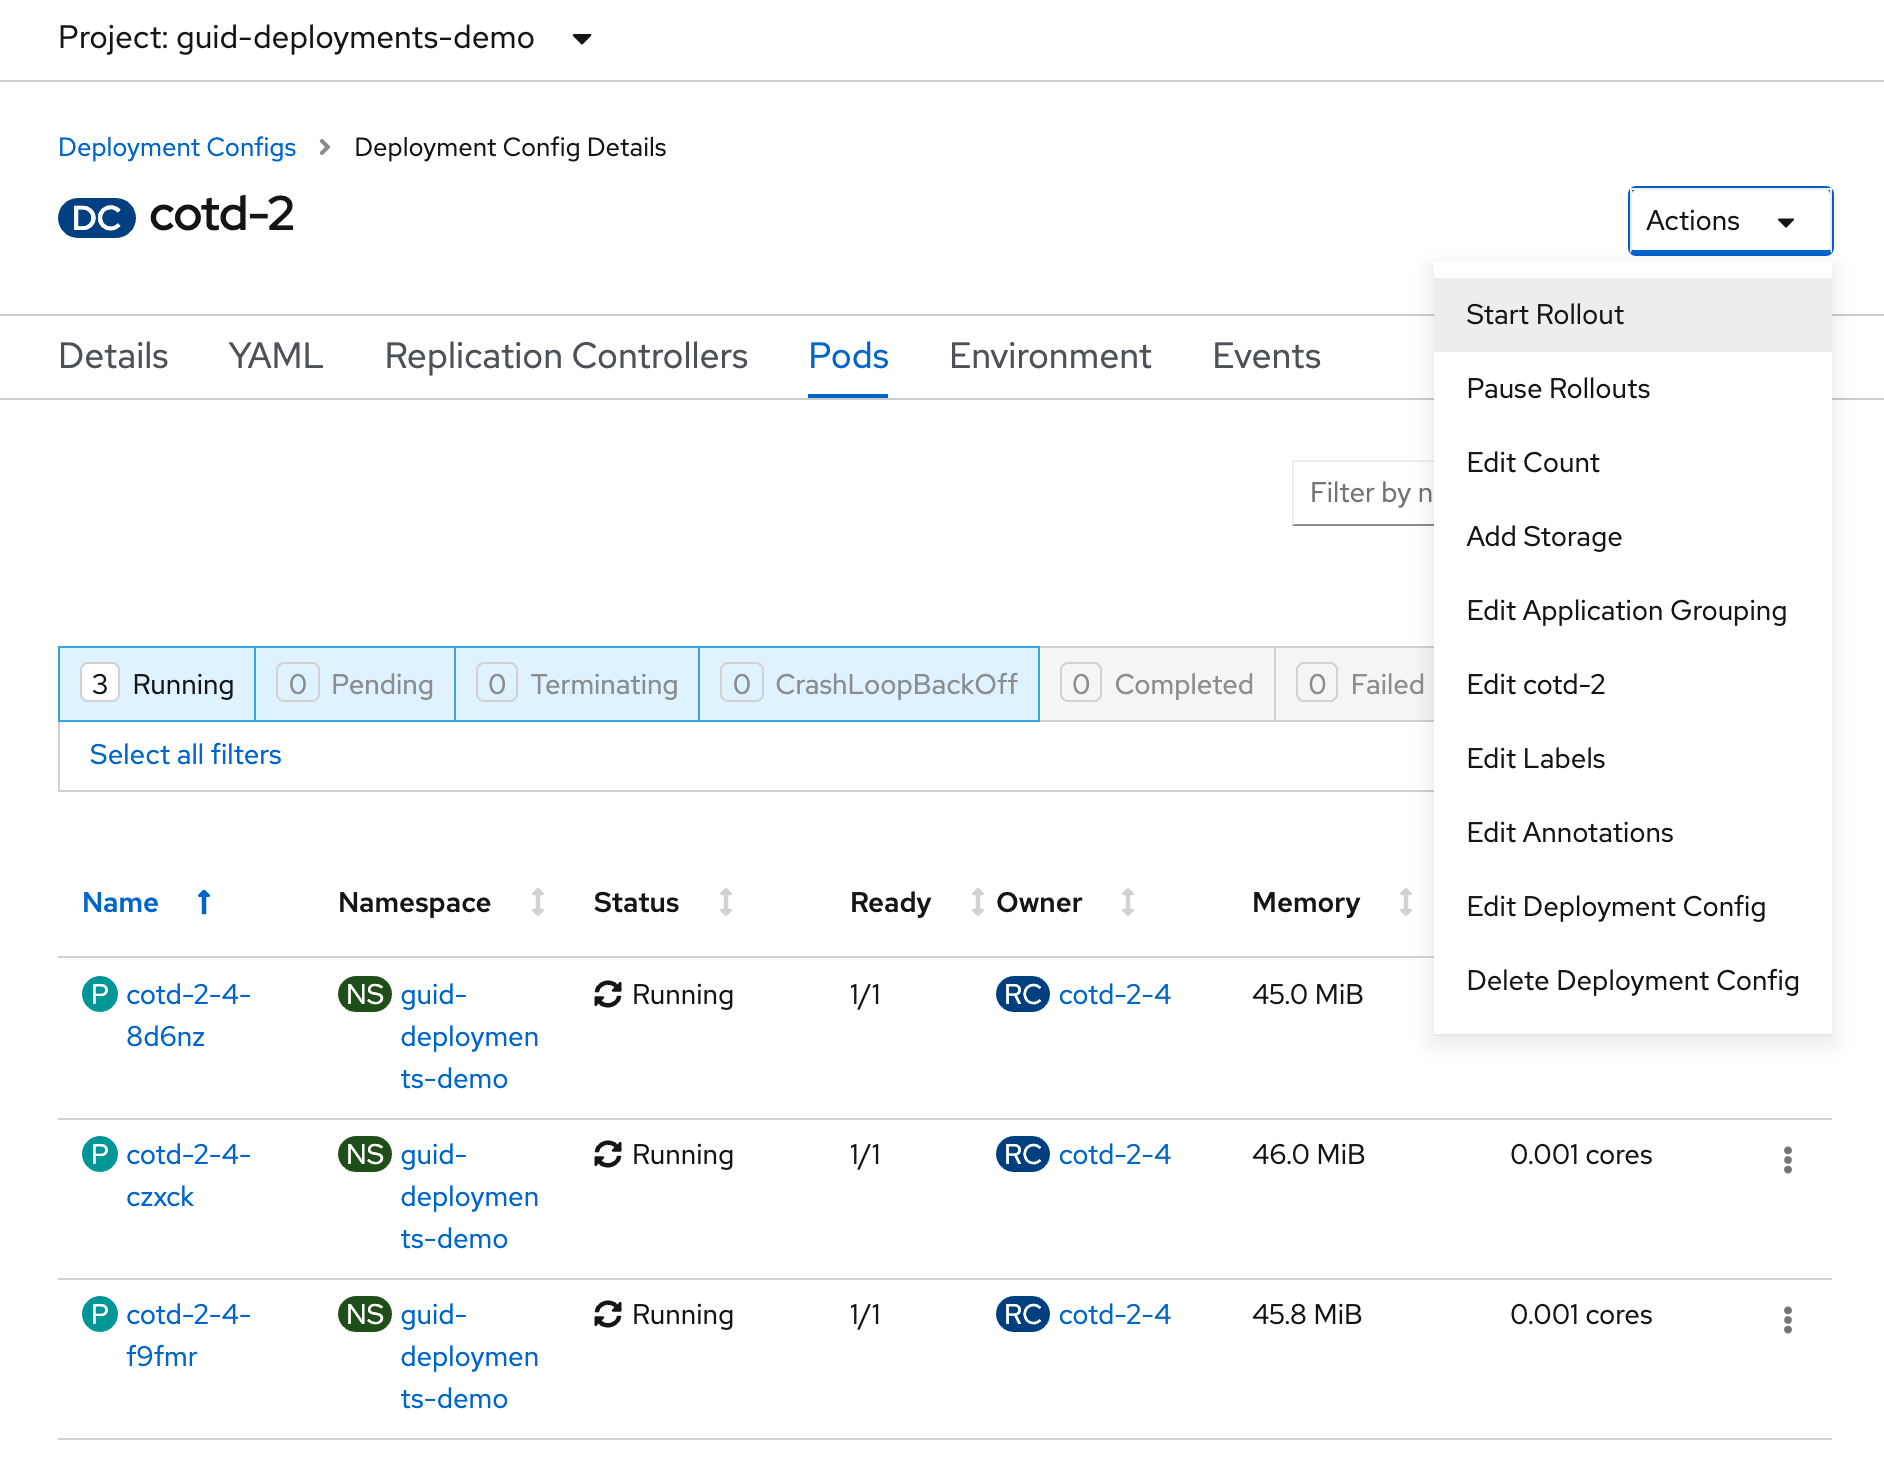 Project: guid-deployments-demo
Deployment Configs > Deployment Config Details
DC cotd-2
Actions
Start Rollout
Pause Rollouts
Edit Count
Add Storage
Edit Application Grouping
Edit cotd-2
Edit Labels
Edit Annotations
Edit Deployment Config
Delete Deployment Config
Details YAML Replication Controllers Pods Environment Events
Filter by n
3 Running 0 Pending 0 Terminating 0 CrashLoopBackOff 0 Completed 0 Failed
Select all filters
Name Namespace Status Ready Owner Memory
P cotd-2-4- NS guid- Running 1/1 RC cotd-2-4 45.0 MiB
8d6nz deploymen
ts-demo
P cotd-2-4- NS guid- Running 1/1 RC cotd-2-4 46.0 MiB 0.001 cores
czxck deploymen
ts-demo
P cotd-2-4- NS guid- Running 1/1 RC cotd-2-4 45.8 MiB 0.001 cores
f9fmr deploymen
ts-demo